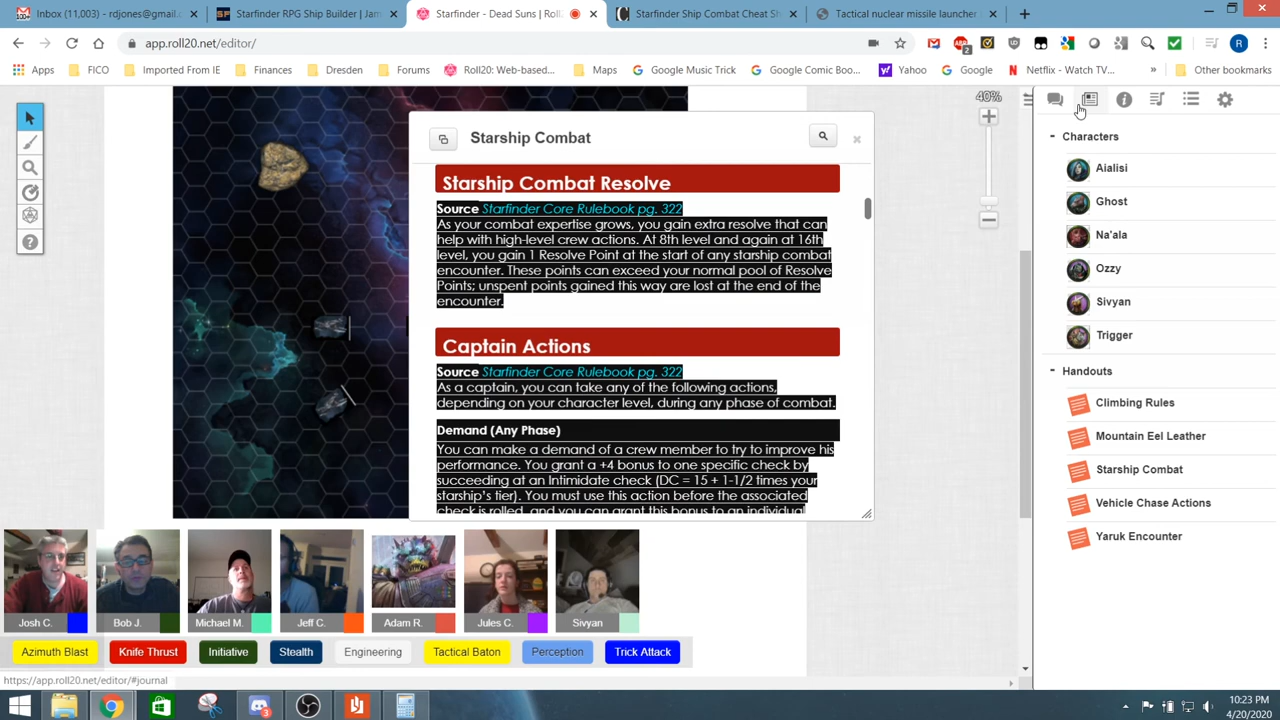 100+
Inbox (11,003) - rdjones@gmail.c
Starfinder RPG Ship Builder | Jam
Starfinder - Dead Suns | Roll
Starfinder Ship Combat Cheat Sh
Tactical nuclear missile launcher
app.roll20.net/editor/
2
R
Apps
FICO
Imported From IE
Finances
Dresden
Forums
Roll20: Web-based...
Maps
Google Music Trick
Google Comic Boo...
Yahoo
Google
Netflix - Watch TV...
»
Other bookmarks
40%
Starship Combat
Starship Combat Resolve
Source Starfinder Core Rulebook pg. 322
As your combat expertise grows, you gain extra resolve that can
help with high-level crew actions. At 8th level and again at 16th
level, you gain 1 Resolve Point at the start of any starship combat
encounter. These points can exceed your normal pool of Resolve
Points; unspent points gained this way are lost at the end of the
encounter.
Captain Actions
Source Starfinder Core Rulebook pg. 322
As a captain, you can take any of the following actions,
depending on your character level, during any phase of combat.
Demand (Any Phase)
You can make a demand of a crew member to try to improve his
performance. You grant a +4 bonus to one specific check by
succeeding at an Intimidate check (DC = 15 + 1-1/2 times your
starship's tier). You must use this action before the associated
check is rolled, and you can grant this bonus to an individual
Characters
Aialisi
Ghost
Na'ala
Ozzy
Sivyan
Trigger
Handouts
Climbing Rules
Mountain Eel Leather
Starship Combat
Vehicle Chase Actions
Yaruk Encounter
Josh C.
Bob J.
Michael M.
Jeff C.
Adam R.
Jules C.
Sivyan
Azimuth Blast
Knife Thrust
Initiative
Stealth
Engineering
Tactical Baton
Perception
Trick Attack
https://app.roll20.net/editor/#journal
3
10:23 PM
4/20/2020